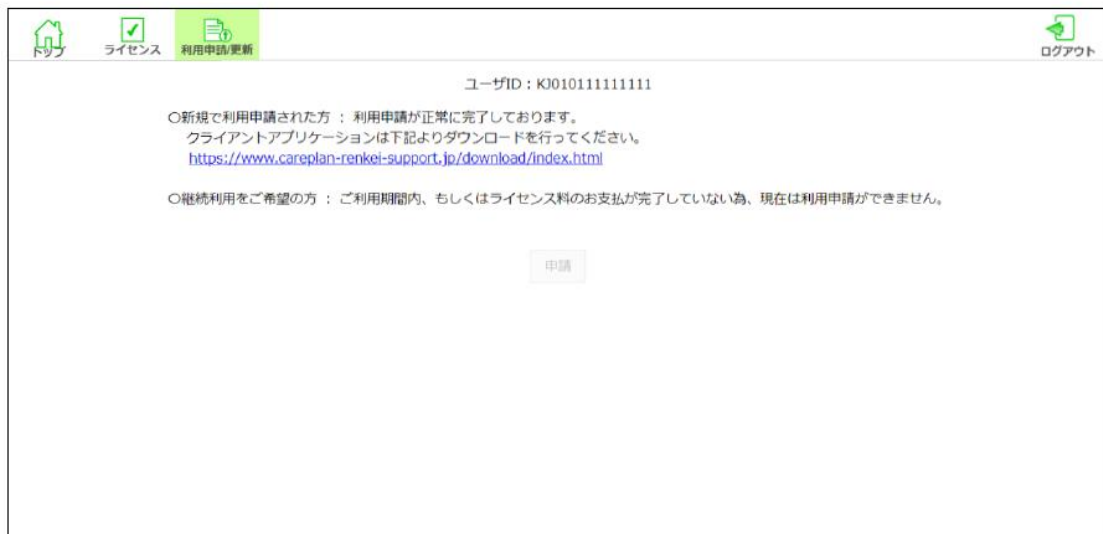 トップ
ライセンス
利用申請/更新
ログアウト
ユーザID：KJ010111111111
○新規で利用申請された方 ： 利用申請が正常に完了しております。
クライアントアプリケーションは下記よりダウンロードを行ってください。
https://www.careplan-renkei-support.jp/download/index.html
○継続利用をご希望の方 ： ご利用期間内、もしくはライセンス料のお支払が完了していない為、現在は利用申請ができません。
申請